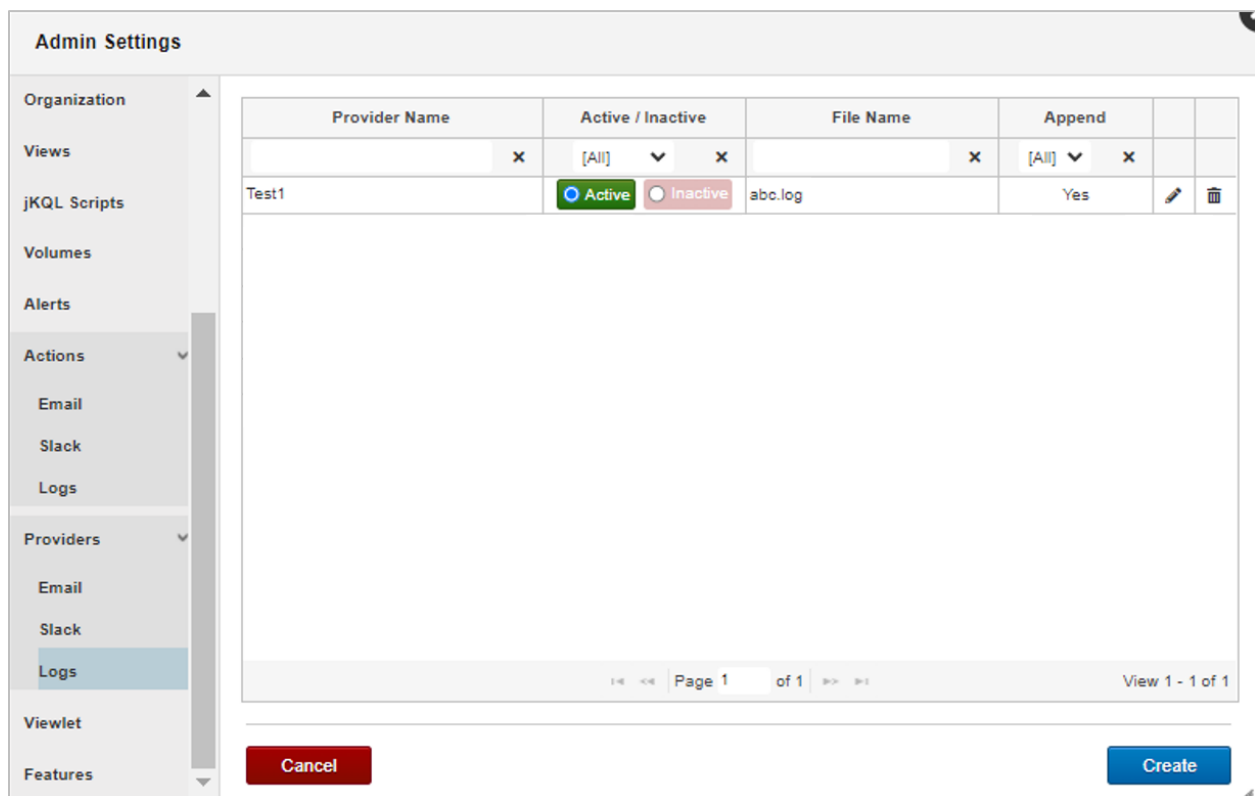 Admin Settings
Organization
Views
jKQL Scripts
Volumes
Alerts
Actions
Email
Slack
Logs
Providers
Email
Slack
Logs
Viewlet
Features
Provider Name Active / Inactive File Name Append
[All] [All]
Test1 Active Inactive abc.log Yes
Page 1 of 1 View 1 - 1 of 1
Cancel Create